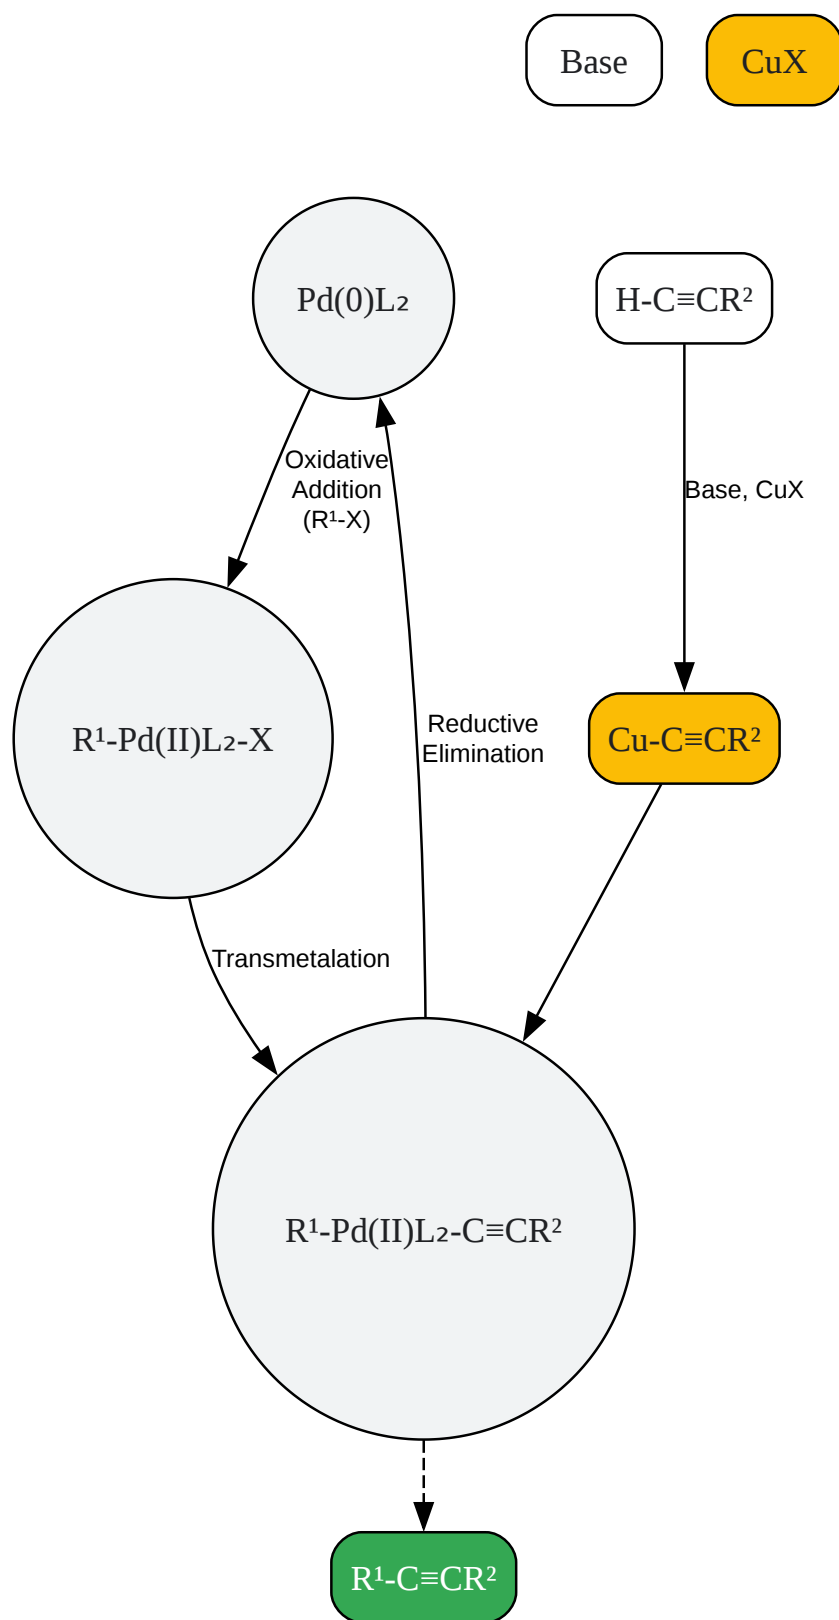 Base
CuX
Pd(0)L₂
H-C≡CR²
Oxidative
Addition
(R¹-X)
Base, CuX
R¹-Pd(II)L₂-X
Reductive
Elimination
Cu-C≡CR²
Transmetalation
R¹-Pd(II)L₂-C≡CR²
R¹-C≡CR²